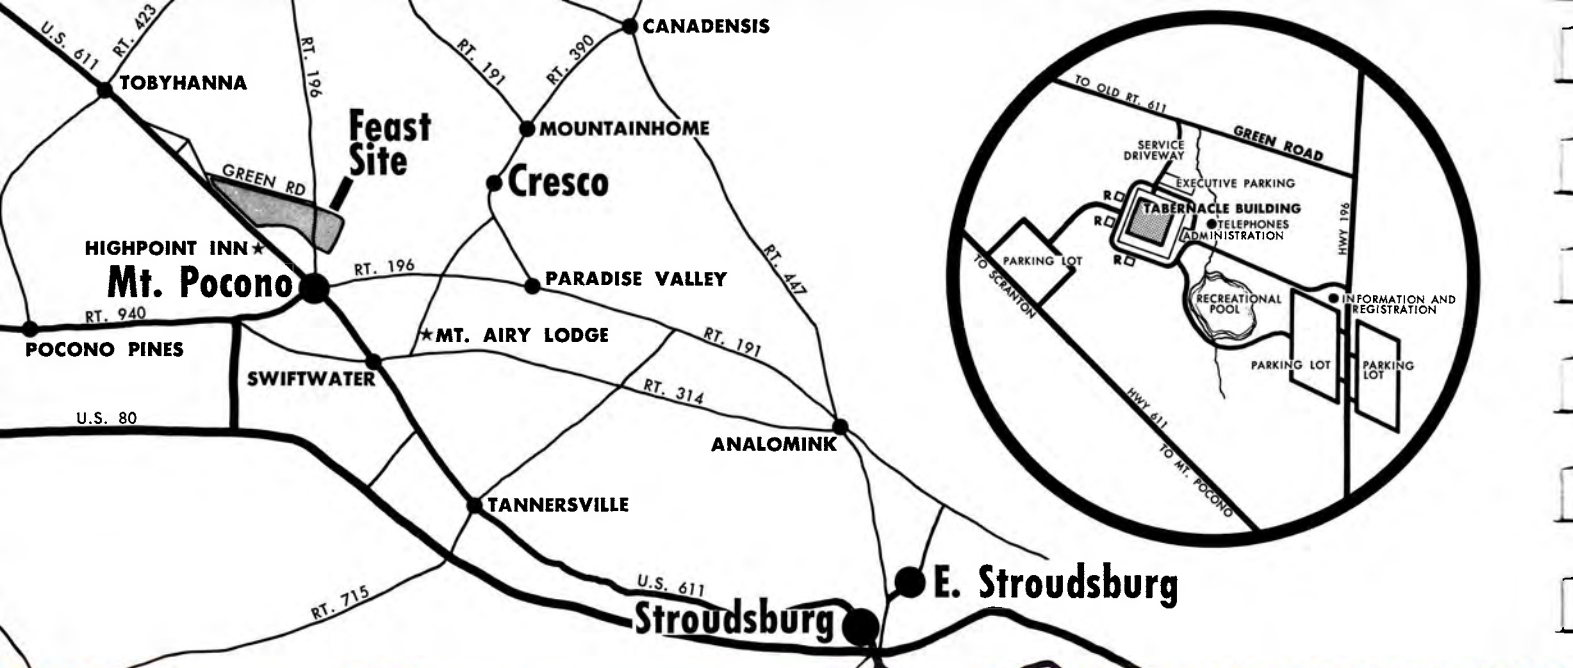 U.S. 611
RT. 423
TOBYHANNA
RT. 196
RT. 191
RT. 390
CANADENSIS
MOUNTAINHOME
Feast
Site
GREEN RD
Cresco
HIGHPOINT INN
Mt. Pocono
RT. 196
PARADISE VALLEY
RT. 447
RT. 940
POCONO PINES
MT. AIRY LODGE
RT. 191
SWIFTWATER
RT. 314
U.S. 80
ANALOMINK
TANNERSVILLE
RT. 715
U.S. 611
Stroudsburg
E. Stroudsburg
TO OLD RT. 611
GREEN ROAD
SERVICE
DRIVEWAY
EXECUTIVE PARKING
R
TABERNACLE BUILDING
R
TELEPHONES
ADMINISTRATION
HWY 196
R
PARKING LOT
TO SCRANTON
RECREATIONAL
POOL
INFORMATION AND
REGISTRATION
PARKING LOT
PARKING
LOT
HWY 611
TO MT. POCONO